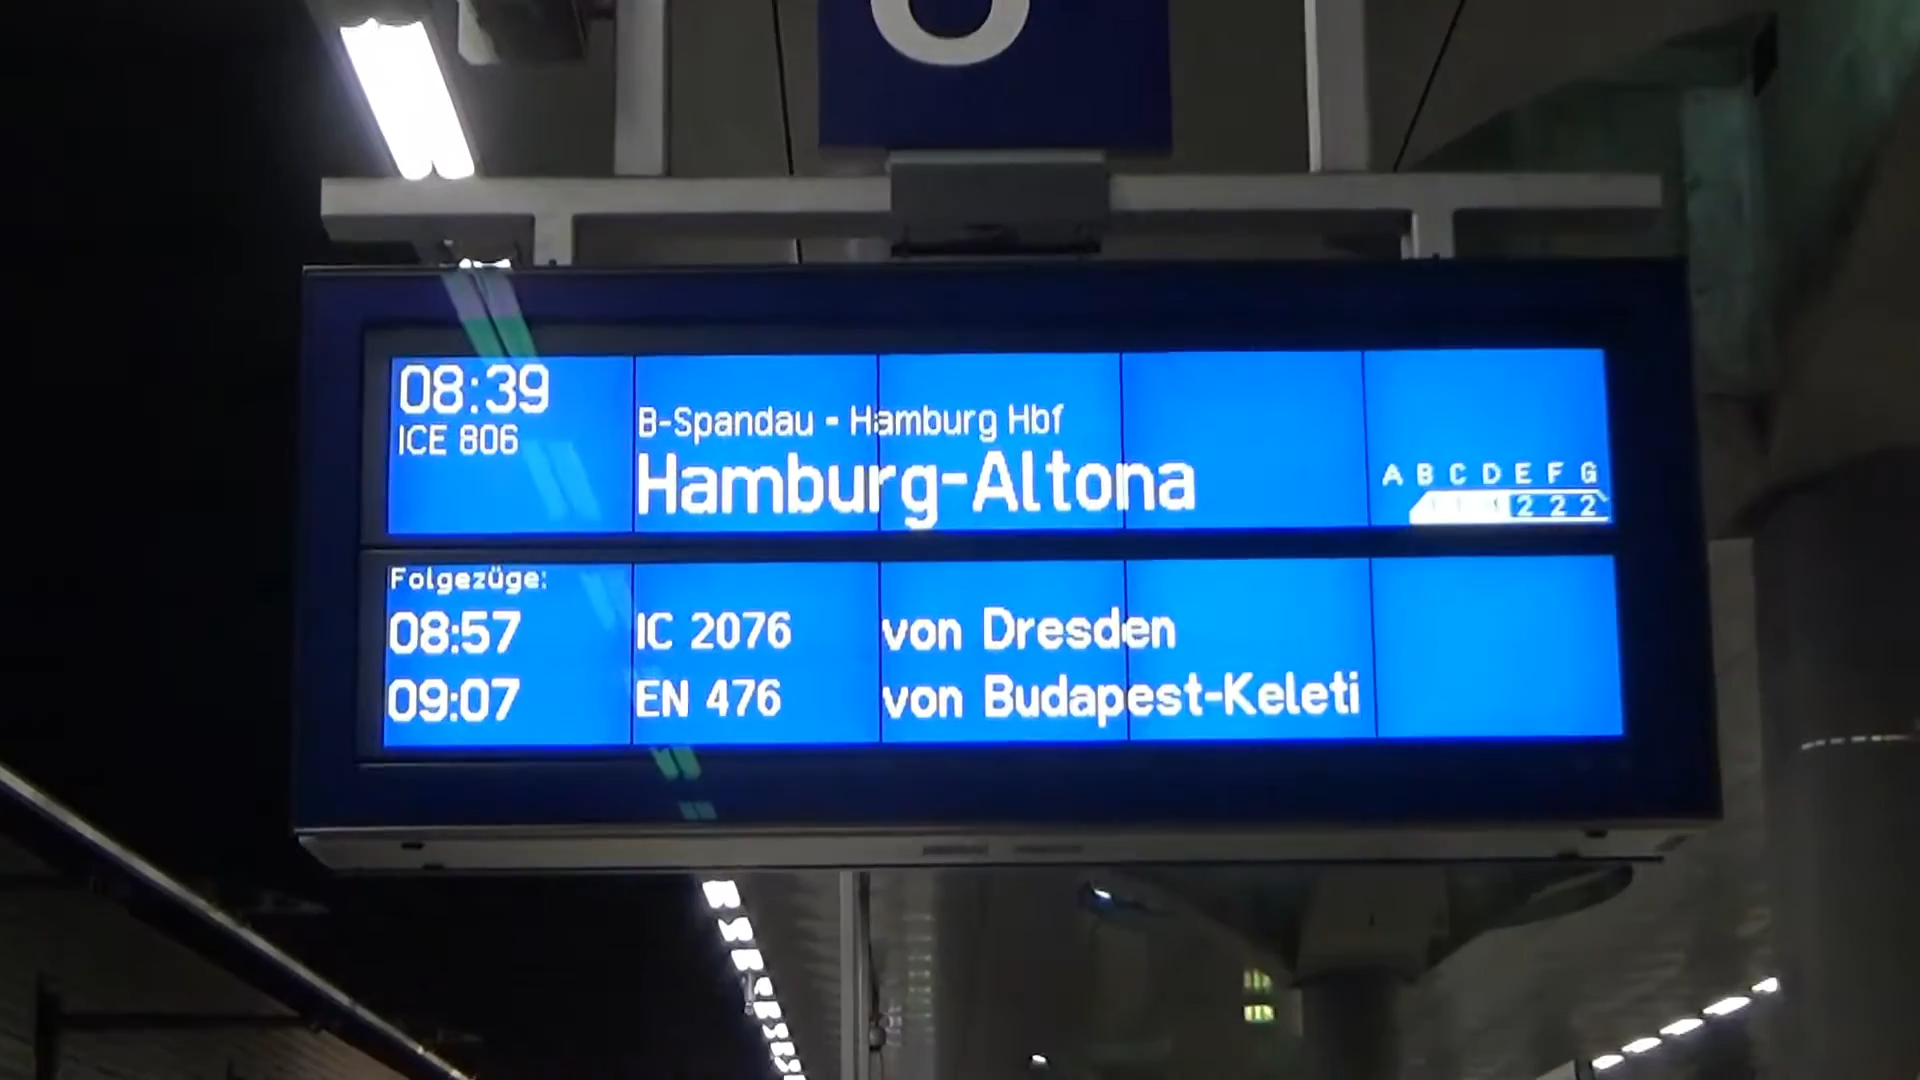 08:39
ICE 806
B-Spandau - Hamburg Hbf
Hamburg-Altona
A B C D E F G
2 2 2
Folgezüge:
08:57 IC 2076 von Dresden
09:07 EN 476 von Budapest-Keleti